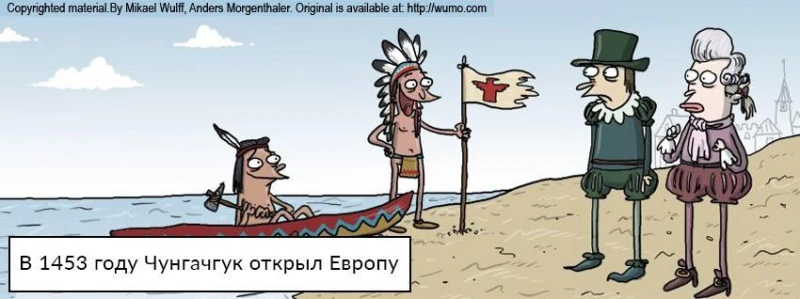 Copyrighted material.By Mikael Wulff, Anders Morgenthaler. Original is available at: http://wumo.com
В 1453 году Чунгачгук открыл Европу